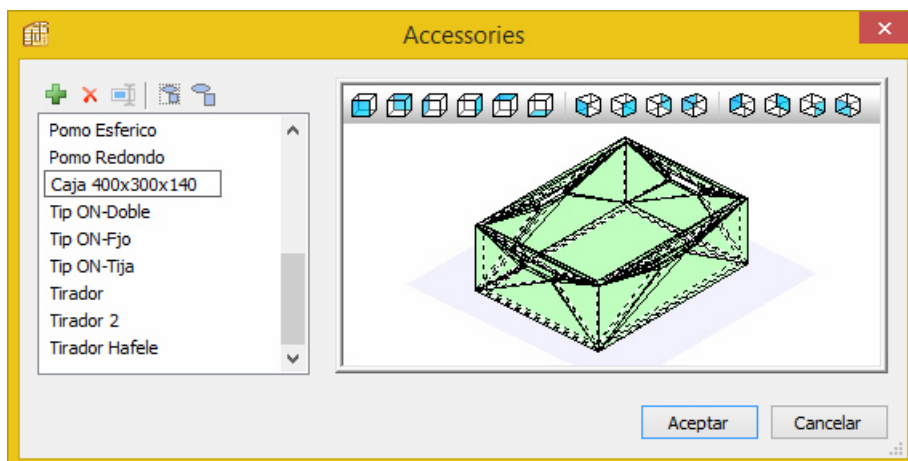 Accessories
Pomo Esferico
Pomo Redondo
Caja 400x300x140
Tip ON-Doble
Tip ON-Fjo
Tip ON-Tija
Tirador
Tirador 2
Tirador Hafele
Aceptar
Cancelar